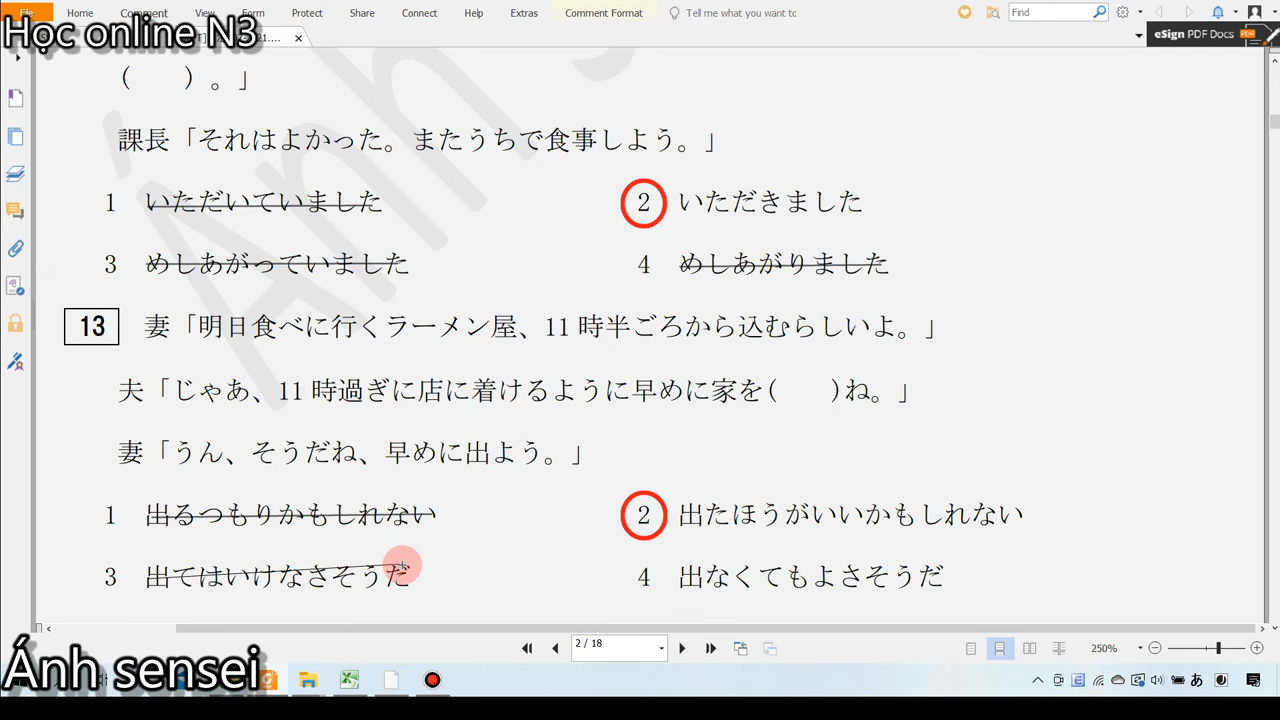 File Home Comment View Form Protect Share Connect Help Extras Comment Format Tell me what you want to Find
Học online N3
21.... ×
eSign PDF Docs
(　　)。」
課長「それはよかった。またうちで食事しよう。」
1 いただいていました 2 いただきました
3 めしあがっていました 4 めしあがりました
13 妻「明日食べに行くラーメン屋、11時半ごろから込むらしいよ。」
夫「じゃあ、11時過ぎに店に着けるように早めに家を(　　)ね。」
妻「うん、そうだね、早めに出よう。」
1 出るつもりかもしれない 2 出たほうがいいかもしれない
3 出てはいけなさそうだ 4 出なくてもよさそうだ
2 / 18 250%
Ánh sensei
あ